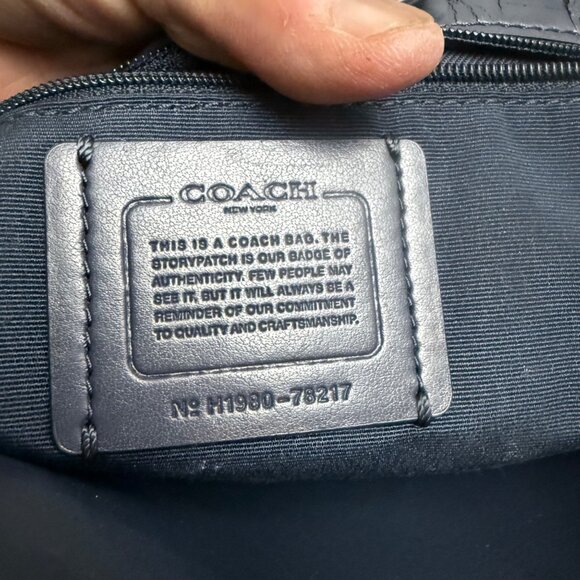 COACH
NEW YORK
THIS IS A COACH BAG. THE
STORYPATCH IS OUR BADGE OF
AUTHENTICITY. FEW PEOPLE MAY
SEE IT, BUT IT WILL ALWAYS BE A
REMINDER OF OUR COMMITMENT
TO QUALITY AND CRAFTSMANSHIP.
Nº H1980-78217